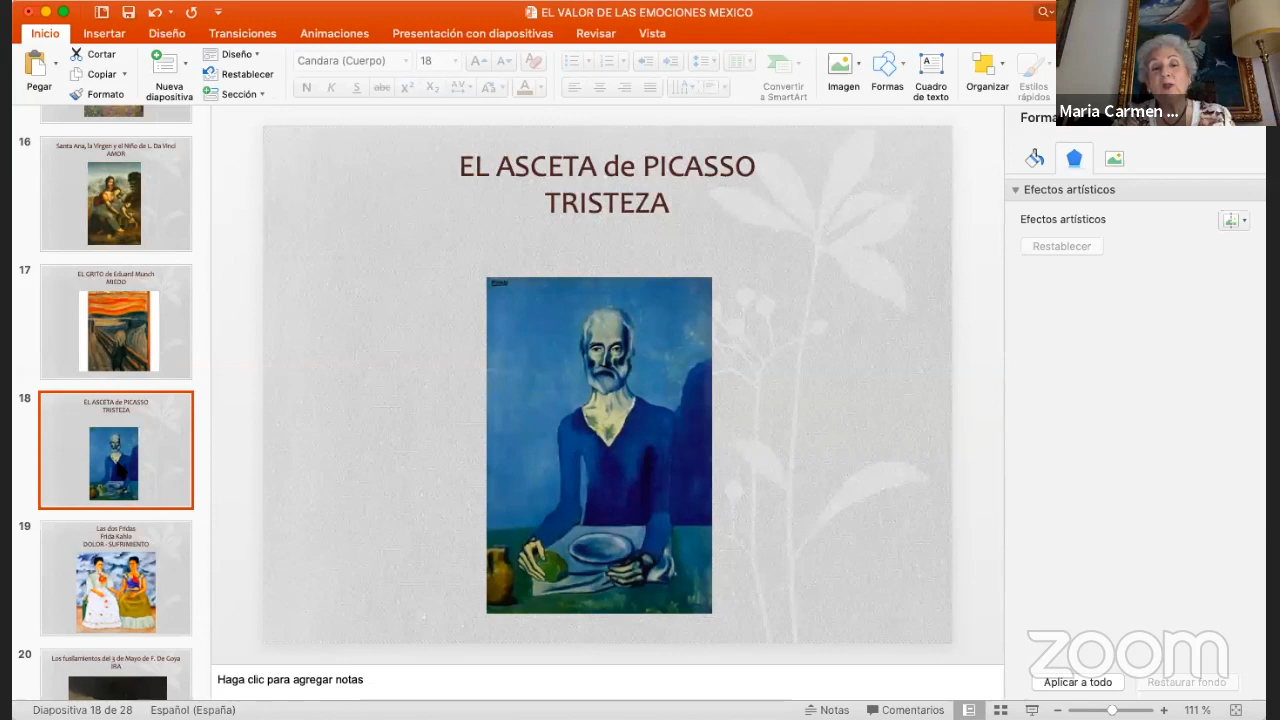 EL VALOR DE LAS EMOCIONES MEXICO
Inicio Insertar Diseño Transiciones Animaciones Presentación con diapositivas Revisar Vista
Pegar
Cortar
Copiar
Formato
Nueva
diapositiva
Diseño
Restablecer
Sección
Candara (Cuerpo) 18
N K S abc X² X₂ AV Aa A
Convertir
a SmartArt
Imagen
Formas
Cuadro
de texto
Organizar
Estilos
rápidos
Maria Carmen ...
16
Santa Ana, la Virgen y el Niño de L. Da Vinci
AMOR
17
EL GRITO de Eduard Munch
MIEDO
18
EL ASCETA de PICASSO
TRISTEZA
19
Las dos Fridas
Frida Kahlo
DOLOR - SUFRIMIENTO
20
Los fusilamientos del 3 de Mayo de F. De Goya
IRA
EL ASCETA de PICASSO
TRISTEZA
Haga clic para agregar notas
Efectos artísticos
Efectos artísticos
Restablecer
zoom
Aplicar a todo Restaurar fondo
Diapositiva 18 de 28 Español (España) Notas Comentarios 111 %